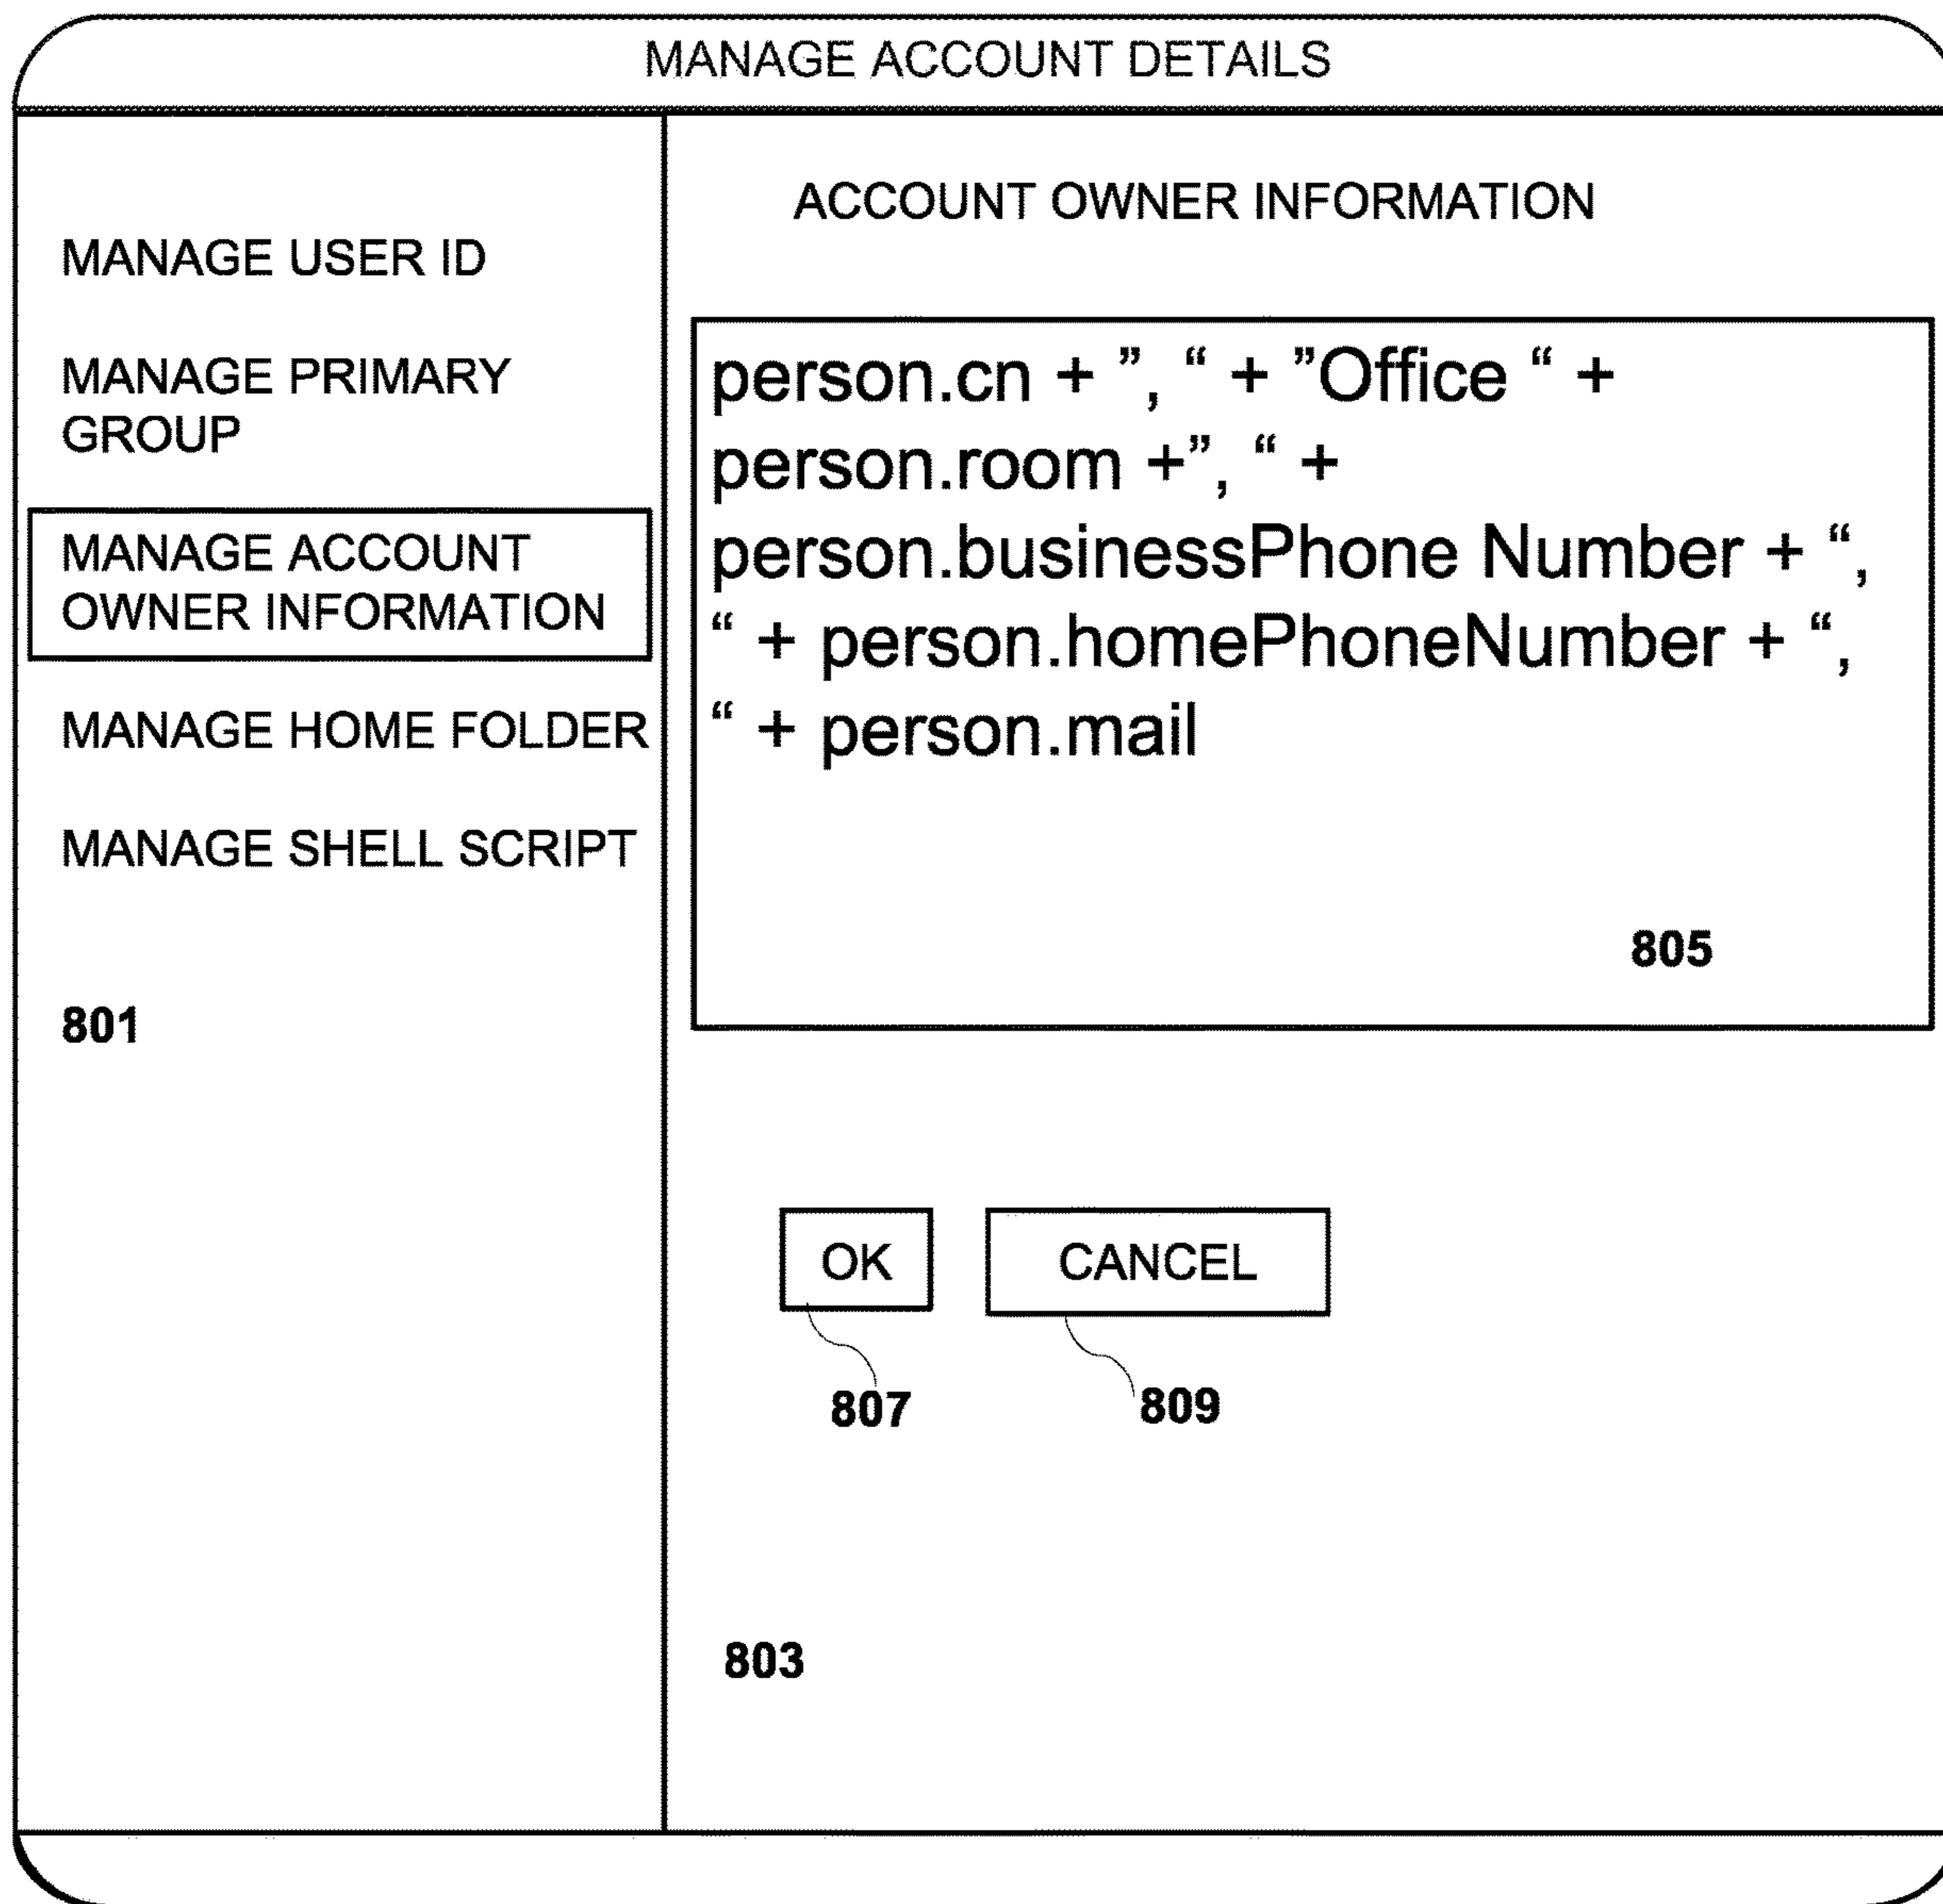 MANAGE ACCOUNT DETAILS
MANAGE USER ID
MANAGE PRIMARY
GROUP
MANAGE ACCOUNT
OWNER INFORMATION
MANAGE HOME FOLDER
MANAGE SHELL SCRIPT
801
ACCOUNT OWNER INFORMATION
person.cn + ”, “ + ”Office “ +
person.room +”, “ +
person.businessPhone Number + “,
“ + person.homePhoneNumber + “,
“ + person.mail
805
OK
CANCEL
807
809
803